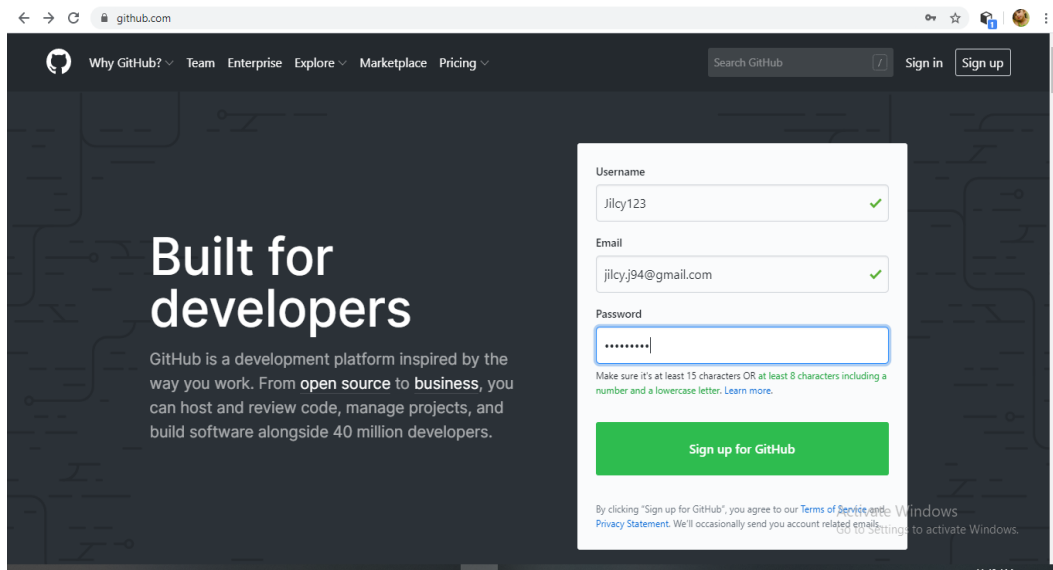 github.com
Why GitHub? Team Enterprise Explore Marketplace Pricing Search GitHub / Sign in Sign up
Built for
developers
GitHub is a development platform inspired by the
way you work. From open source to business, you
can host and review code, manage projects, and
build software alongside 40 million developers.
Username
Jilcy123
Email
jilcy.j94@gmail.com
Password
•••••••••
Make sure it's at least 15 characters OR at least 8 characters including a
number and a lowercase letter. Learn more.
Sign up for GitHub
By clicking "Sign up for GitHub", you agree to our Terms of Service and
Privacy Statement. We'll occasionally send you account related emails.
Activate Windows
Go to Settings to activate Windows.